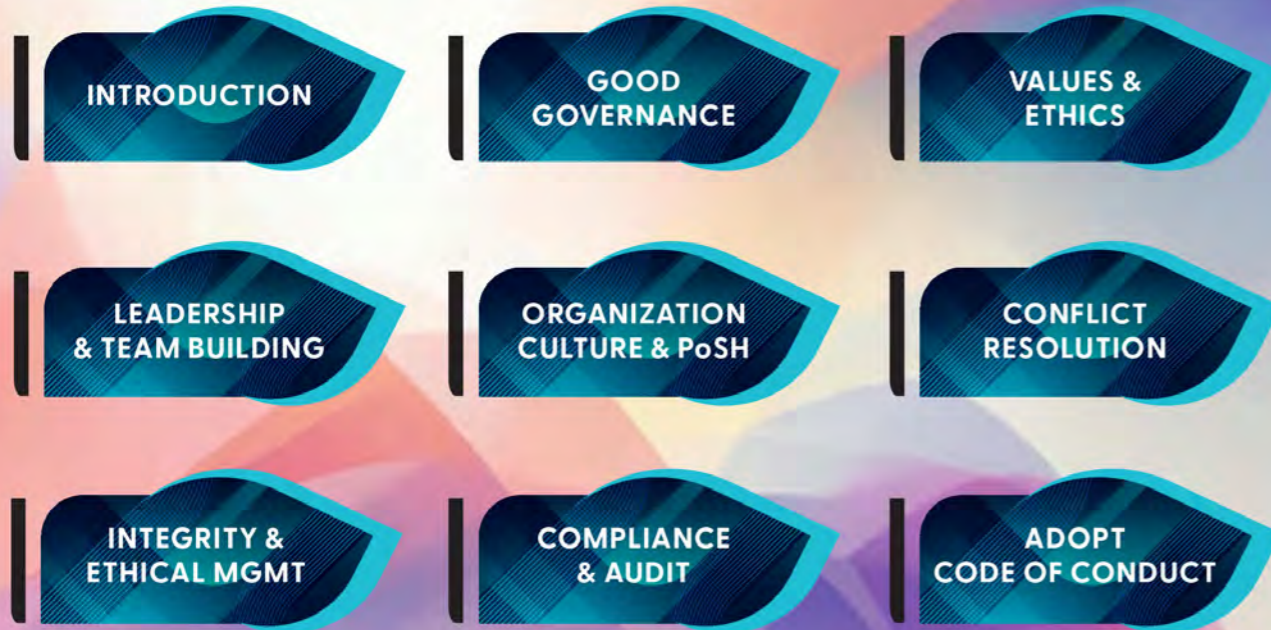 INTRODUCTION
GOOD
GOVERNANCE
VALUES &
ETHICS
LEADERSHIP
& TEAM BUILDING
ORGANIZATION
CULTURE & PoSH
CONFLICT
RESOLUTION
INTEGRITY &
ETHICAL MGMT
COMPLIANCE
& AUDIT
ADOPT
CODE OF CONDUCT